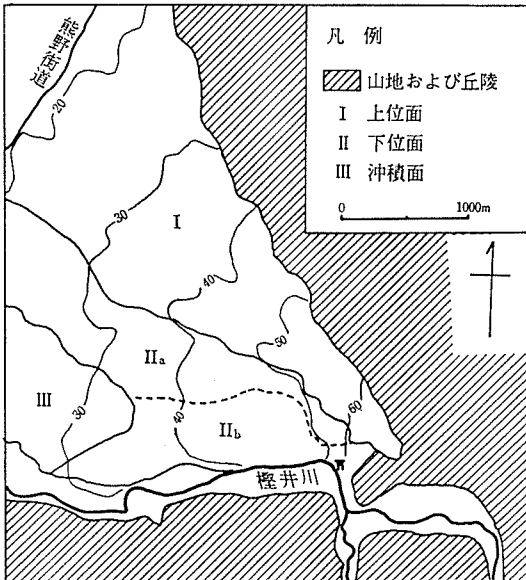 凡 例
山地および丘陵
I 上位面
II 下位面
III 沖積面
0 1000m
熊野街道
20
30
I
40
50
IIa
III
30
40
IIb
60
樫井川